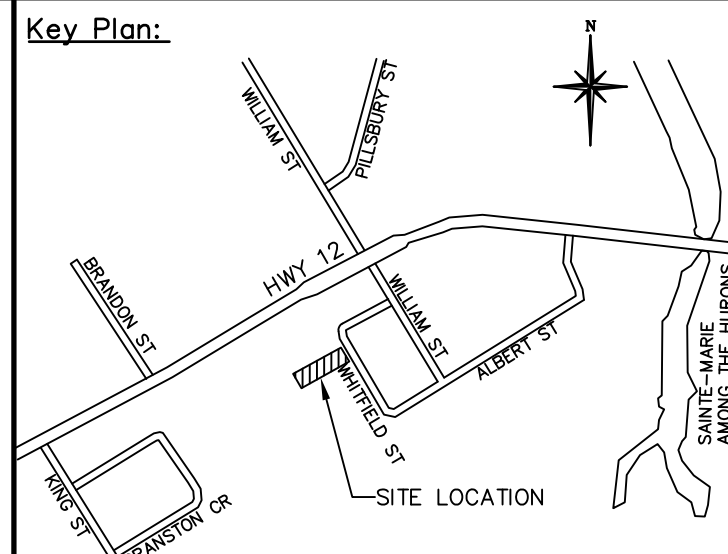 Key Plan:
N
WILLIAM ST
PILLSBURY ST
BRANDON ST
HWY 12
WILLIAM ST
ALBERT ST
WHITFIELD ST
SAINTE-MARIE
AMONG THE HURONS
KING ST
RANSTON CR
SITE LOCATION